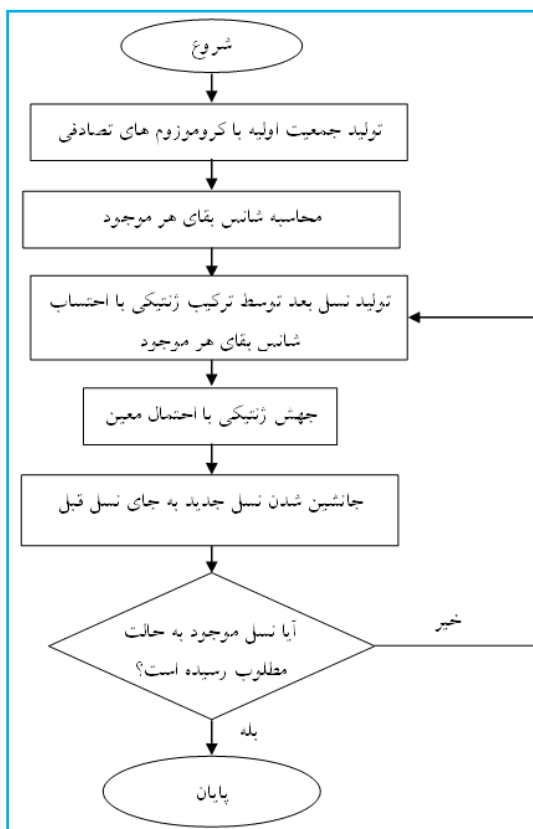 شروع
تولید جمعیت اولیه با کروموزوم های تصادفی
محاسبه شانس بقای هر موجود
تولید نسل بعد توسط ترکیب ژنتیکی با احتساب
شانس بقای هر موجود
جهش ژنتیکی با احتمال معین
جانشین شدن نسل جدید به جای نسل قبل
آیا نسل موجود به حالت
مطلوب رسیده است؟
خیر
بله
پایان